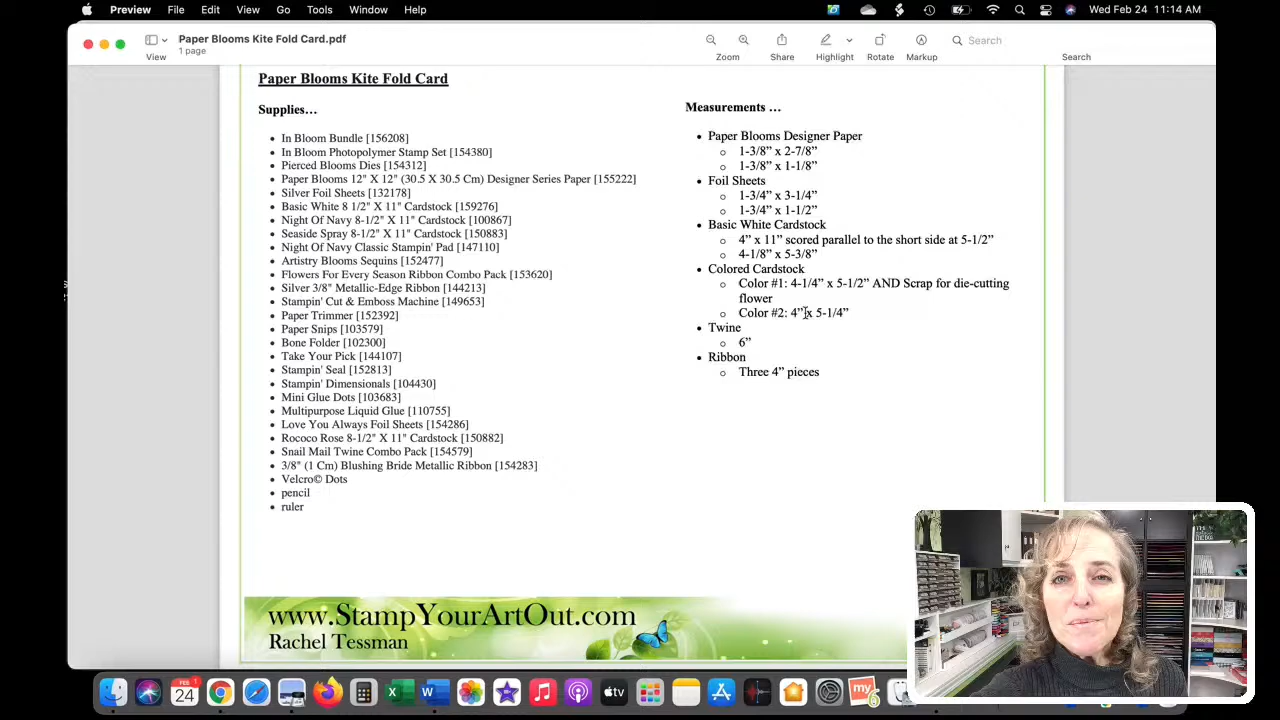 Preview File Edit View Go Tools Window Help Wed Feb 24 11:14 AM
Paper Blooms Kite Fold Card.pdf
1 page
Search
View Zoom Share Highlight Rotate Markup Search
Paper Blooms Kite Fold Card
Supplies…
In Bloom Bundle [156208]
In Bloom Photopolymer Stamp Set [154380]
Pierced Blooms Dies [154312]
Paper Blooms 12" X 12" (30.5 X 30.5 Cm) Designer Series Paper [155222]
Silver Foil Sheets [132178]
Basic White 8 1/2" X 11" Cardstock [159276]
Night Of Navy 8-1/2" X 11" Cardstock [100867]
Seaside Spray 8-1/2" X 11" Cardstock [150883]
Night Of Navy Classic Stampin' Pad [147110]
Artistry Blooms Sequins [152477]
Flowers For Every Season Ribbon Combo Pack [153620]
Silver 3/8" Metallic-Edge Ribbon [144213]
Stampin' Cut & Emboss Machine [149653]
Paper Trimmer [152392]
Paper Snips [103579]
Bone Folder [102300]
Take Your Pick [144107]
Stampin' Seal [152813]
Stampin' Dimensionals [104430]
Mini Glue Dots [103683]
Multipurpose Liquid Glue [110755]
Love You Always Foil Sheets [154286]
Rococo Rose 8-1/2" X 11" Cardstock [150882]
Snail Mail Twine Combo Pack [154579]
3/8" (1 Cm) Blushing Bride Metallic Ribbon [154283]
Velcro© Dots
pencil
ruler
Measurements …
Paper Blooms Designer Paper
1-3/8” x 2-7/8”
1-3/8” x 1-1/8”
Foil Sheets
1-3/4” x 3-1/4”
1-3/4” x 1-1/2”
Basic White Cardstock
4” x 11” scored parallel to the short side at 5-1/2”
4-1/8” x 5-3/8”
Colored Cardstock
Color #1: 4-1/4” x 5-1/2” AND Scrap for die-cutting
flower
Color #2: 4” x 5-1/4”
Twine
6”
Ribbon
Three 4” pieces
www.StampYourArtOut.com
Rachel Tessman
FEB
24
tv
my
6